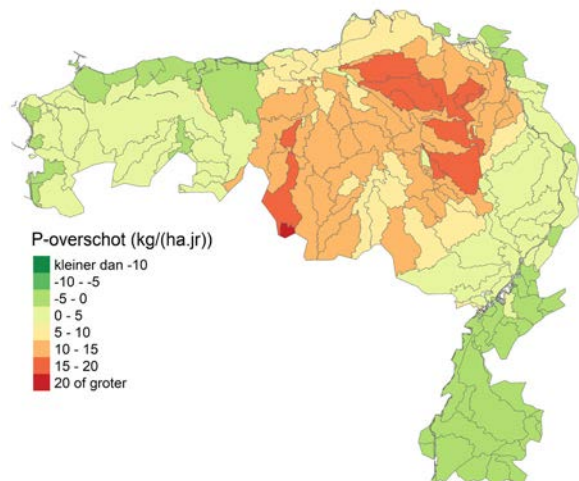 P-overschot (kg/(ha.jr))
kleiner dan -10
-10 - -5
-5 - 0
0 - 5
5 - 10
10 - 15
15 - 20
20 of groter